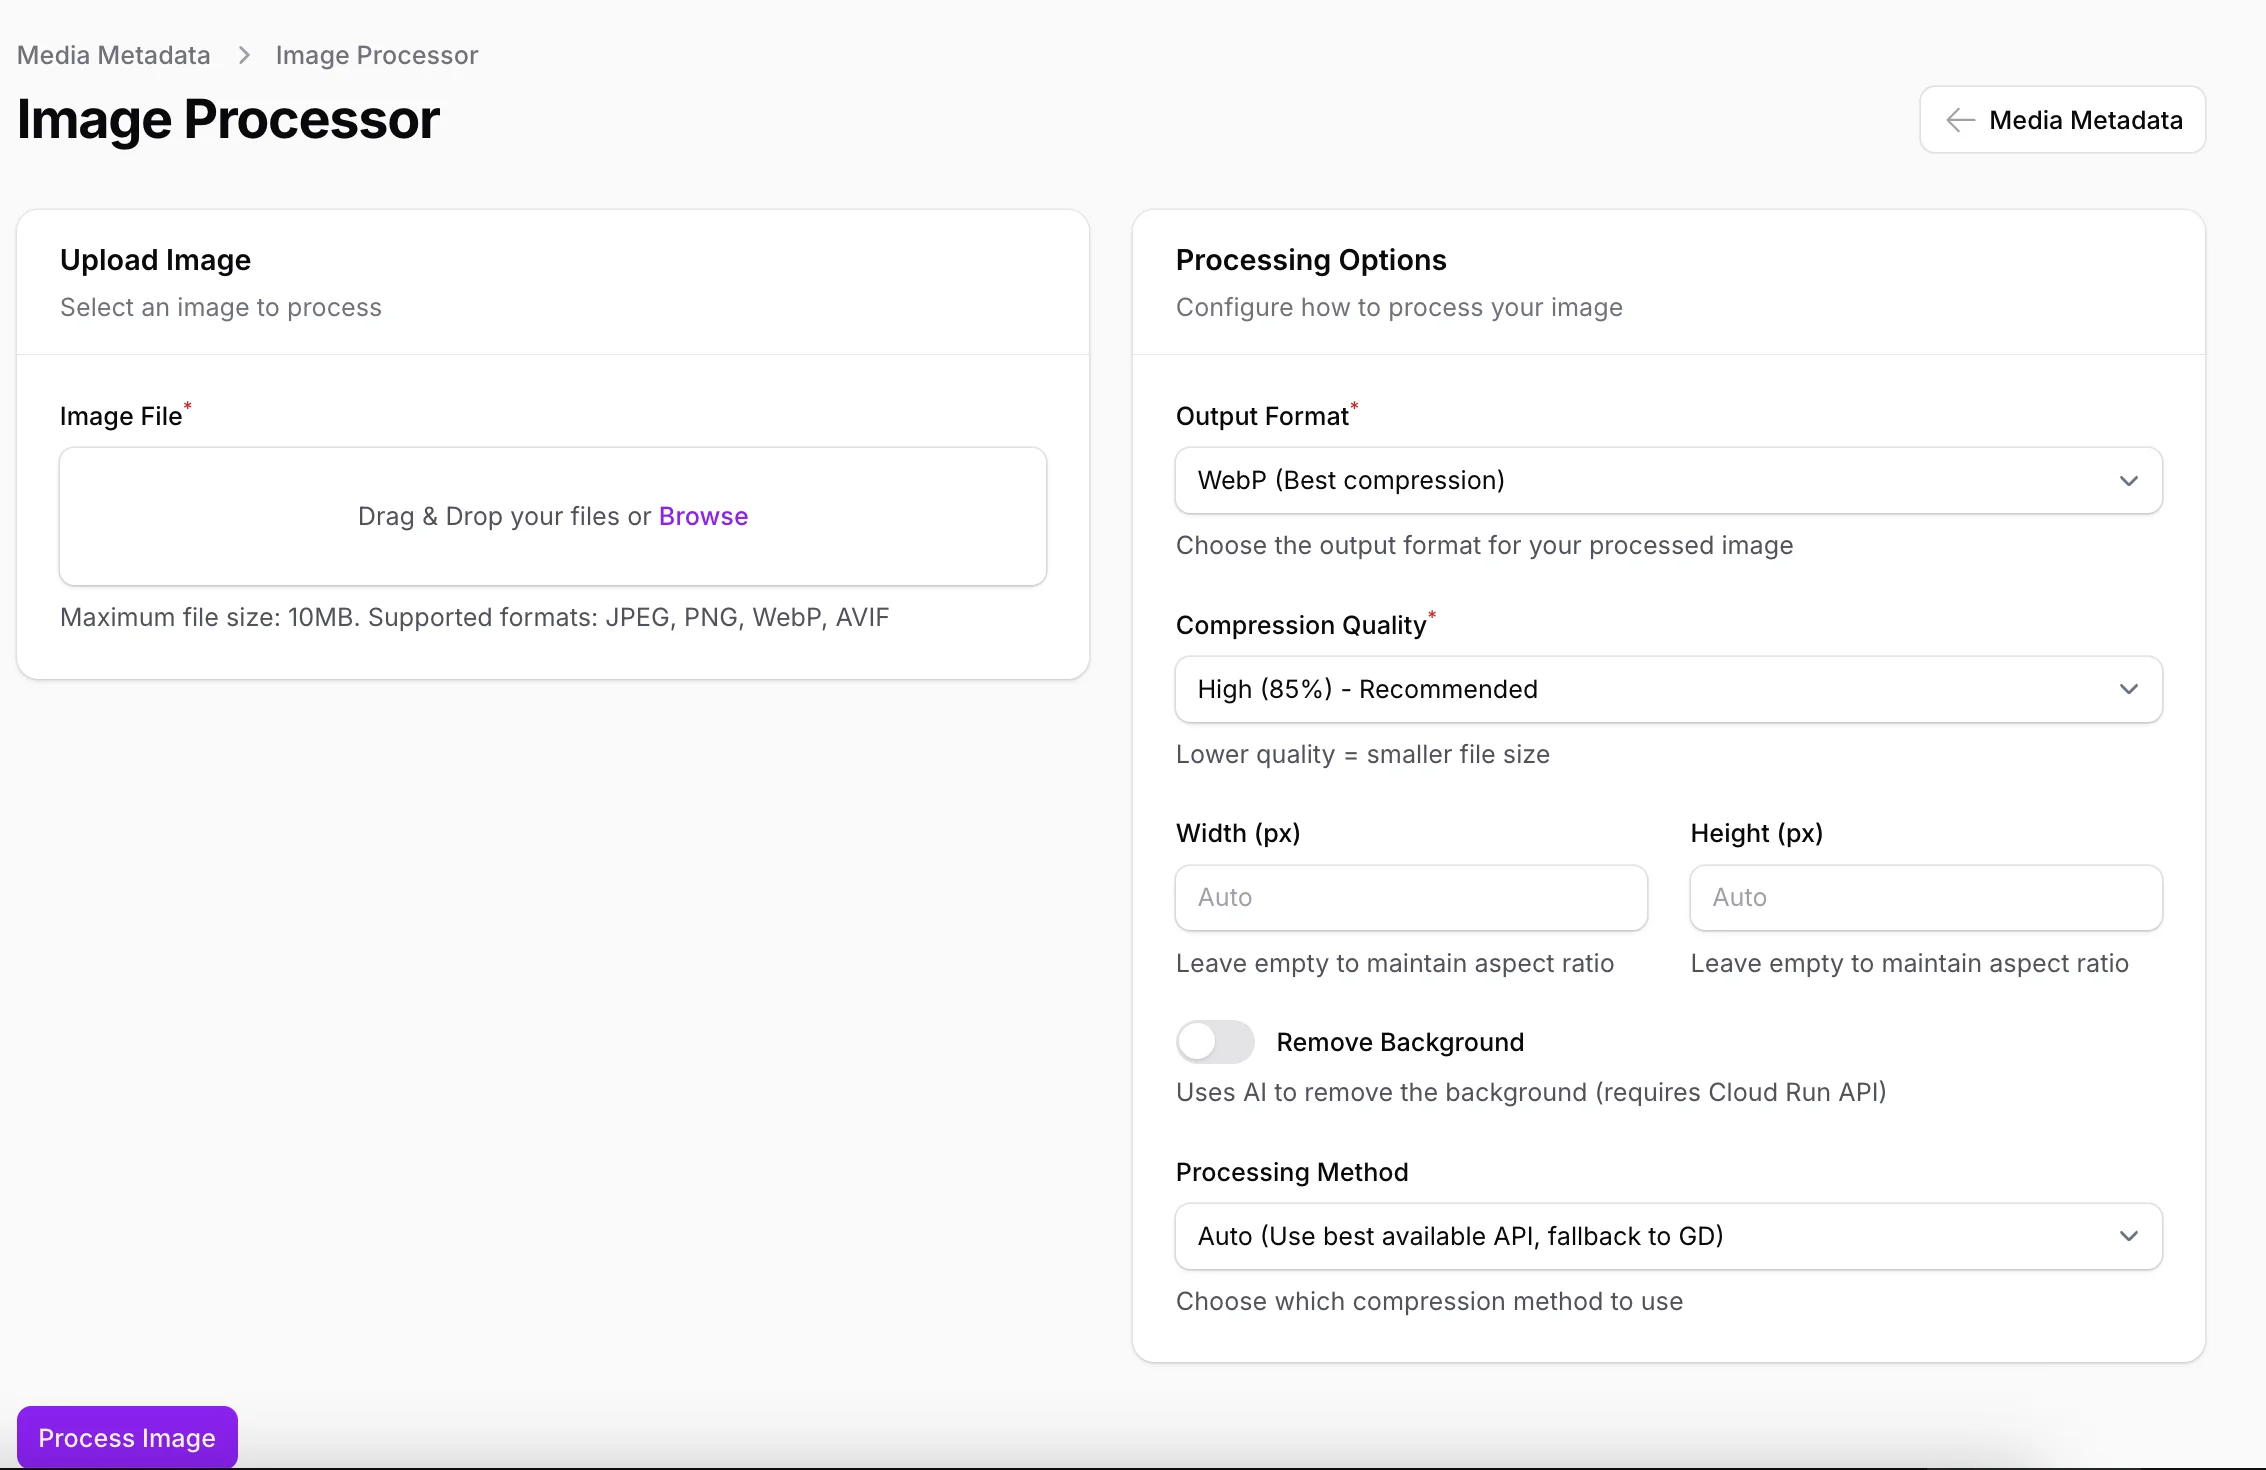 Media Metadata > Image Processor
Image Processor
Media Metadata
Upload Image
Select an image to process
Image File*
Drag & Drop your files or Browse
Maximum file size: 10MB. Supported formats: JPEG, PNG, WebP, AVIF
Processing Options
Configure how to process your image
Output Format*
WebP (Best compression)
Choose the output format for your processed image
Compression Quality*
High (85%) - Recommended
Lower quality = smaller file size
Width (px)
Auto
Leave empty to maintain aspect ratio
Height (px)
Auto
Leave empty to maintain aspect ratio
Remove Background
Uses AI to remove the background (requires Cloud Run API)
Processing Method
Auto (Use best available API, fallback to GD)
Choose which compression method to use
Process Image